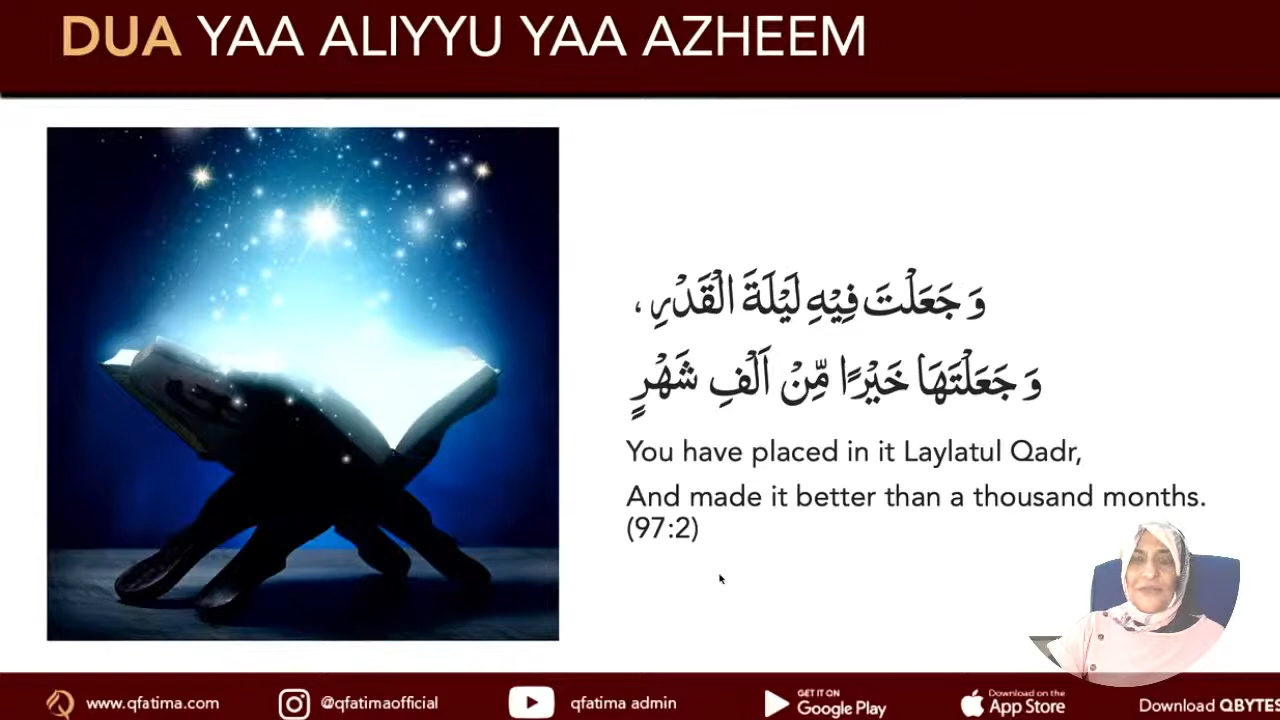 DUA YAA ALIYYU YAA AZHEEM
وَ جَعَلْتَ فِيْهِ لَيْلَةَ الْقَدْرِ ،
وَ جَعَلْتَهَا خَيْرًا مِّنْ اَلْفِ شَهْرٍ
You have placed in it Laylatul Qadr,
And made it better than a thousand months.
(97:2)
www.qfatima.com
@qfatimaofficial
qfatima admin
GET IT ON
Google Play
Download on the
App Store
Download QBYTES